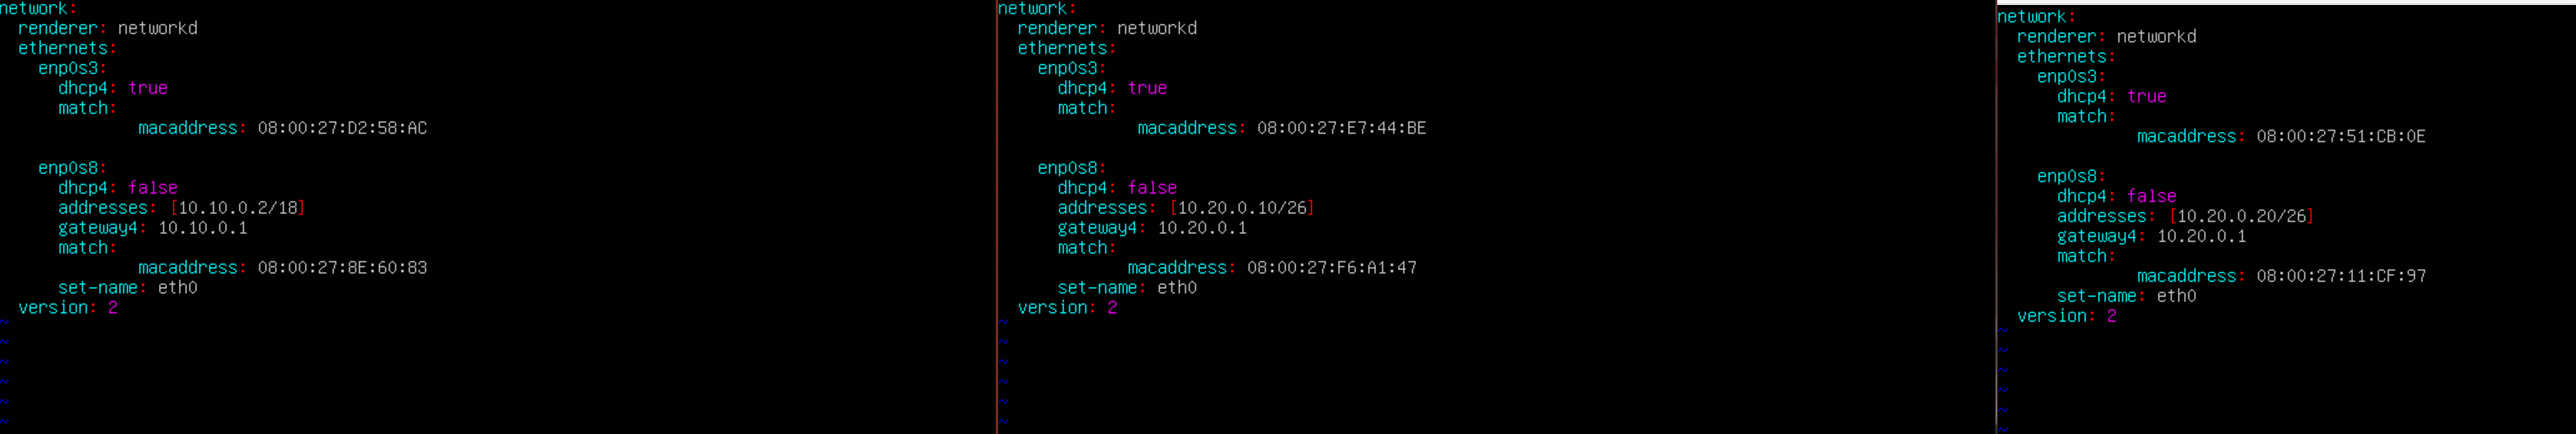 network:
renderer: networkd
ethernets:
enp0s3:
dhcp4: true
match:
macaddress: 08:00:27:D2:58:AC
enp0s8:
dhcp4: false
addresses: [10.10.0.2/18]
gateway4: 10.10.0.1
match:
macaddress: 08:00:27:8E:60:83
set-name: eth0
version: 2
~
~
~
~
~
~
network:
renderer: networkd
ethernets:
enp0s3:
dhcp4: true
match:
macaddress: 08:00:27:E7:44:BE
enp0s8:
dhcp4: false
addresses: [10.20.0.10/26]
gateway4: 10.20.0.1
match:
macaddress: 08:00:27:F6:A1:47
set-name: eth0
version: 2
~
~
~
~
~
~
network:
renderer: networkd
ethernets:
enp0s3:
dhcp4: true
match:
macaddress: 08:00:27:51:CB:0E
enp0s8:
dhcp4: false
addresses: [10.20.0.20/26]
gateway4: 10.20.0.1
match:
macaddress: 08:00:27:11:CF:97
set-name: eth0
version: 2
~
~
~
~
~
~